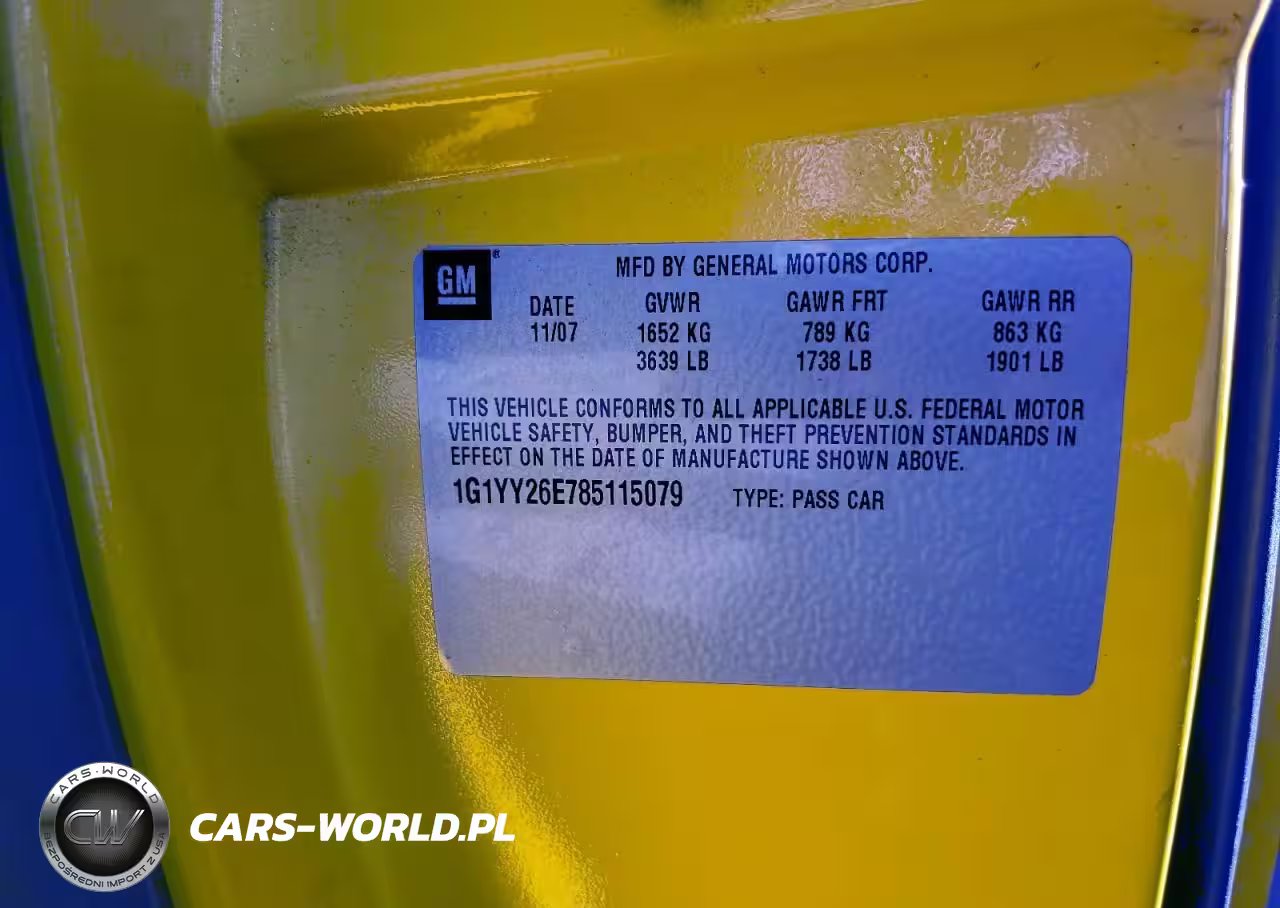 GM ®
MFD BY GENERAL MOTORS CORP.
DATE GVWR GAWR FRT GAWR RR
11/07 1652 KG 789 KG 863 KG
3639 LB 1738 LB 1901 LB
THIS VEHICLE CONFORMS TO ALL APPLICABLE U.S. FEDERAL MOTOR
VEHICLE SAFETY, BUMPER, AND THEFT PREVENTION STANDARDS IN
EFFECT ON THE DATE OF MANUFACTURE SHOWN ABOVE.
1G1YY26E785115079 TYPE: PASS CAR
CARS-WORLD
CW
BEZPOŚREDNI IMPORT Z USA
CARS-WORLD.PL